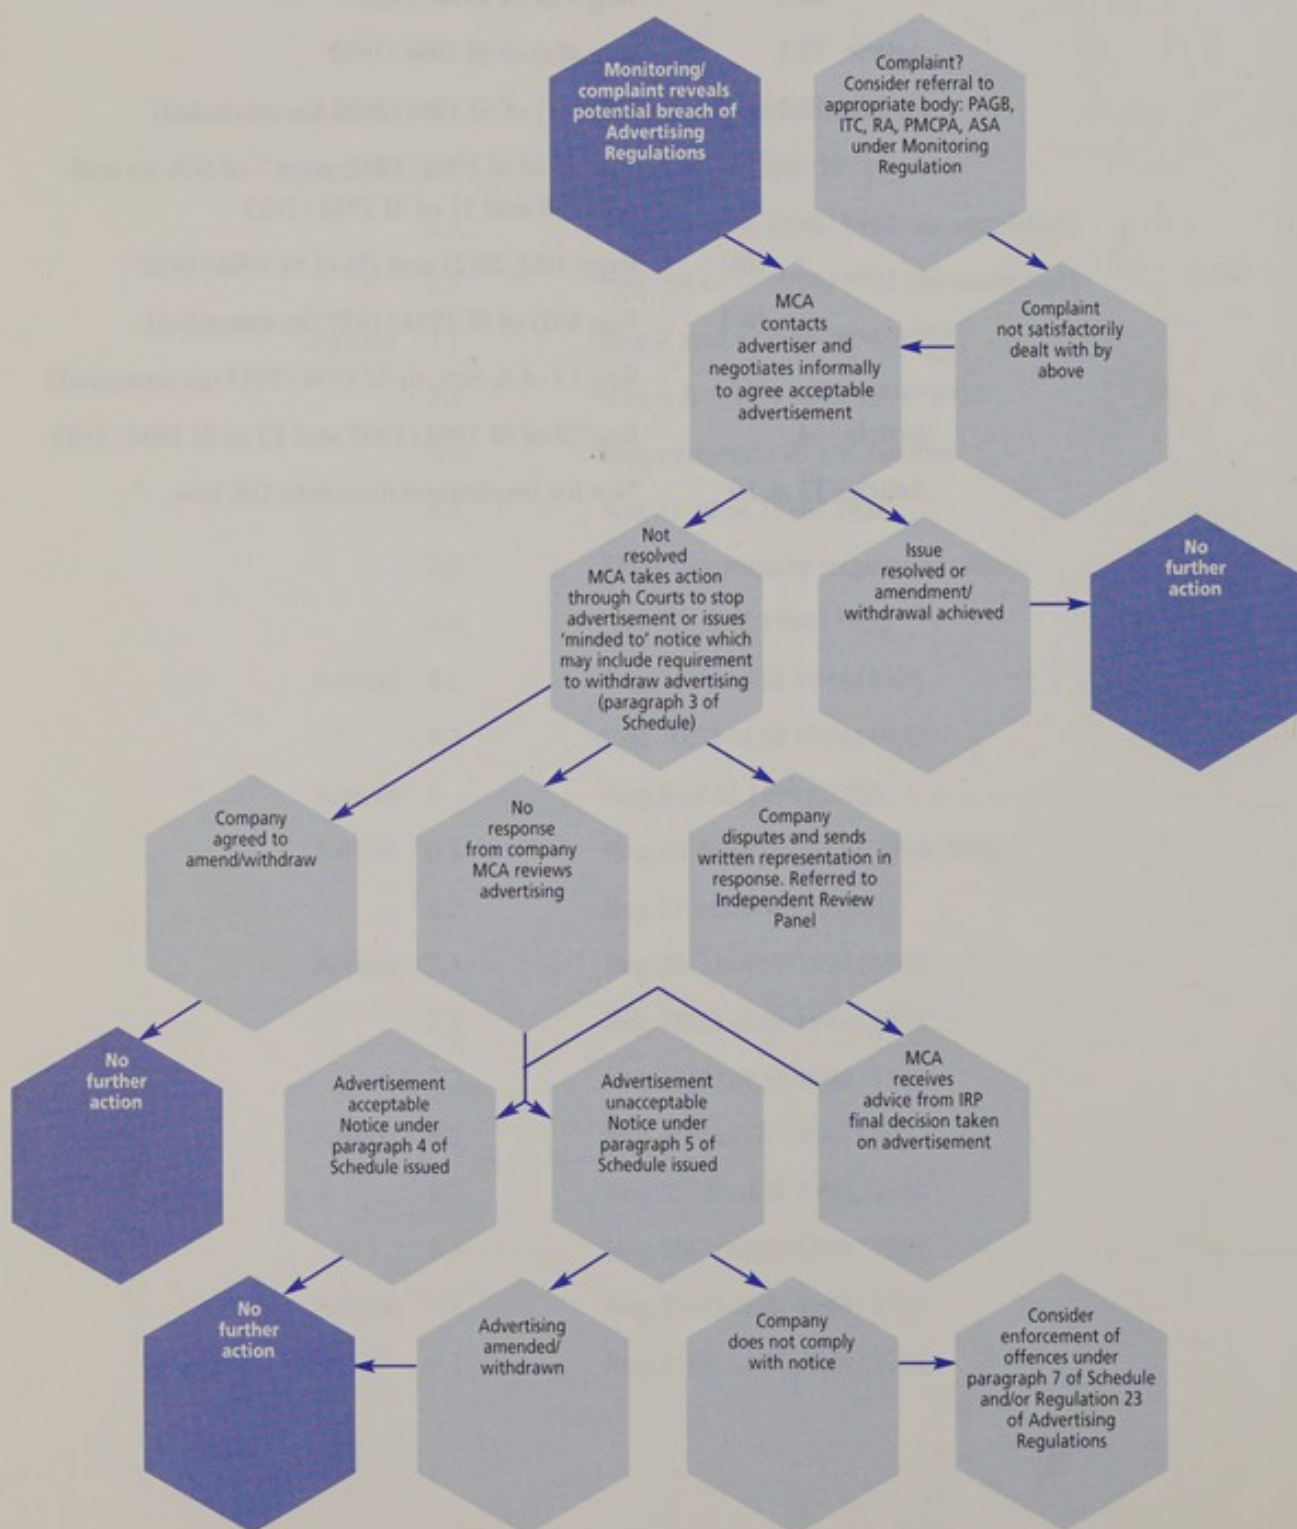 Monitoring/
complaint reveals
potential breach of
Advertising
Regulations
Complaint?
Consider referral to
appropriate body: PAGB,
ITC, RA, PMCPA, ASA
under Monitoring
Regulation
MCA
contacts
advertiser and
negotiates informally
to agree acceptable
advertisement
Complaint
not satisfactorily
dealt with by
above
Not
resolved
MCA takes action
through Courts to stop
advertisement or issues
'minded to' notice which
may include requirement
to withdraw advertising
(paragraph 3 of
Schedule)
Issue
resolved or
amendment/
withdrawal achieved
No
further
action
Company
agreed to
amend/withdraw
No
response
from company
MCA reviews
advertising
Company
disputes and sends
written representation in
response. Referred to
Independent Review
Panel
No
further
action
Advertisement
acceptable
Notice under
paragraph 4 of
Schedule issued
Advertisement
unacceptable
Notice under
paragraph 5 of
Schedule issued
MCA
receives
advice from IRP
final decision taken
on advertisement
No
further
action
Advertising
amended/
withdrawn
Company
does not comply
with notice
Consider
enforcement of
offences under
paragraph 7 of Schedule
and/or Regulation 23
of Advertising
Regulations